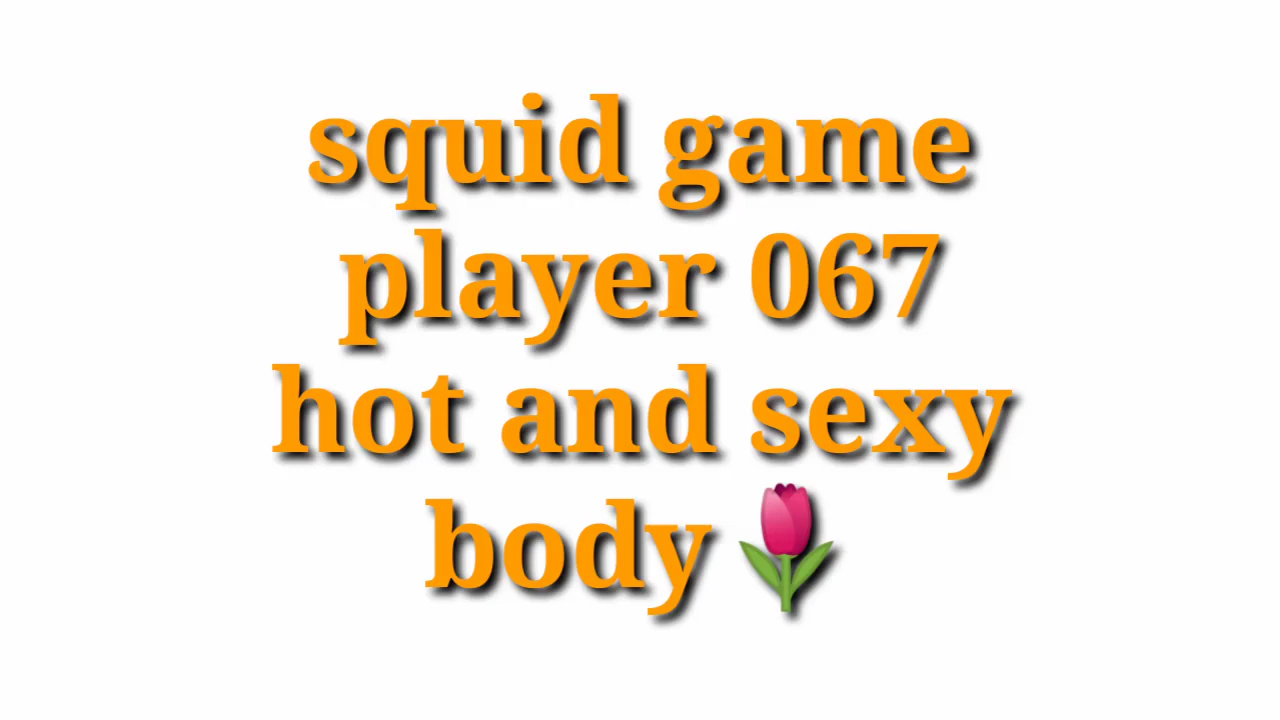 squid game
player 067
hot and sexy
body🌷